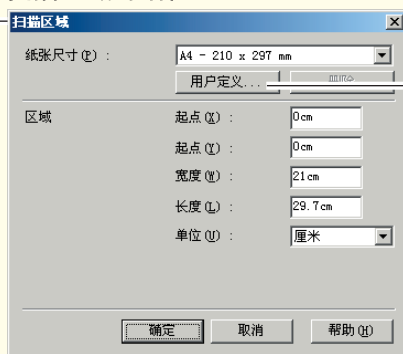 扫描区域
纸张尺寸(P)： A4 - 210 x 297 mm
用户定义...
区域 起点(X)： 0cm
起点(Y)： 0cm
宽度(W)： 21cm
长度(L)： 29.7cm
单位(U)： 厘米
确定 取消 帮助(H)